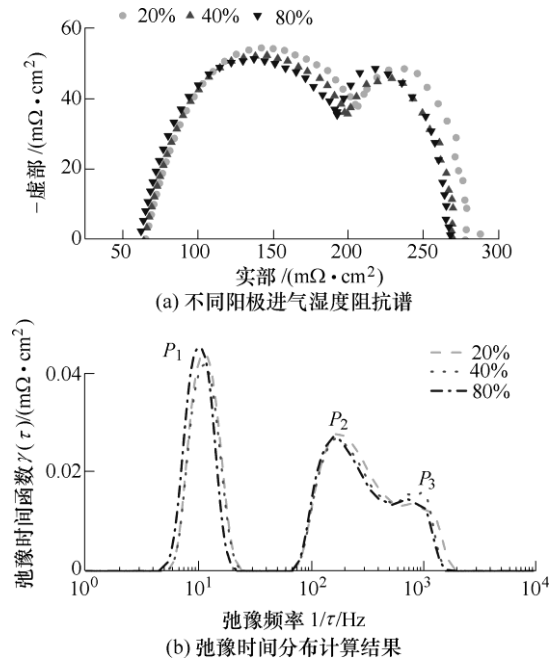 20% 40% 80%
60
40
20
0
50 100 150 200 250 300
−虚部/(mΩ·cm²)
实部/(mΩ·cm²)
(a) 不同阳极进气湿度阻抗谱
P₁
P₂
P₃
20%
40%
80%
0.04
0.02
0
10⁰ 10¹ 10² 10³ 10⁴
弛豫时间函数γ(τ)/(mΩ·cm²)
弛豫频率 1/τ/Hz
(b) 弛豫时间分布计算结果